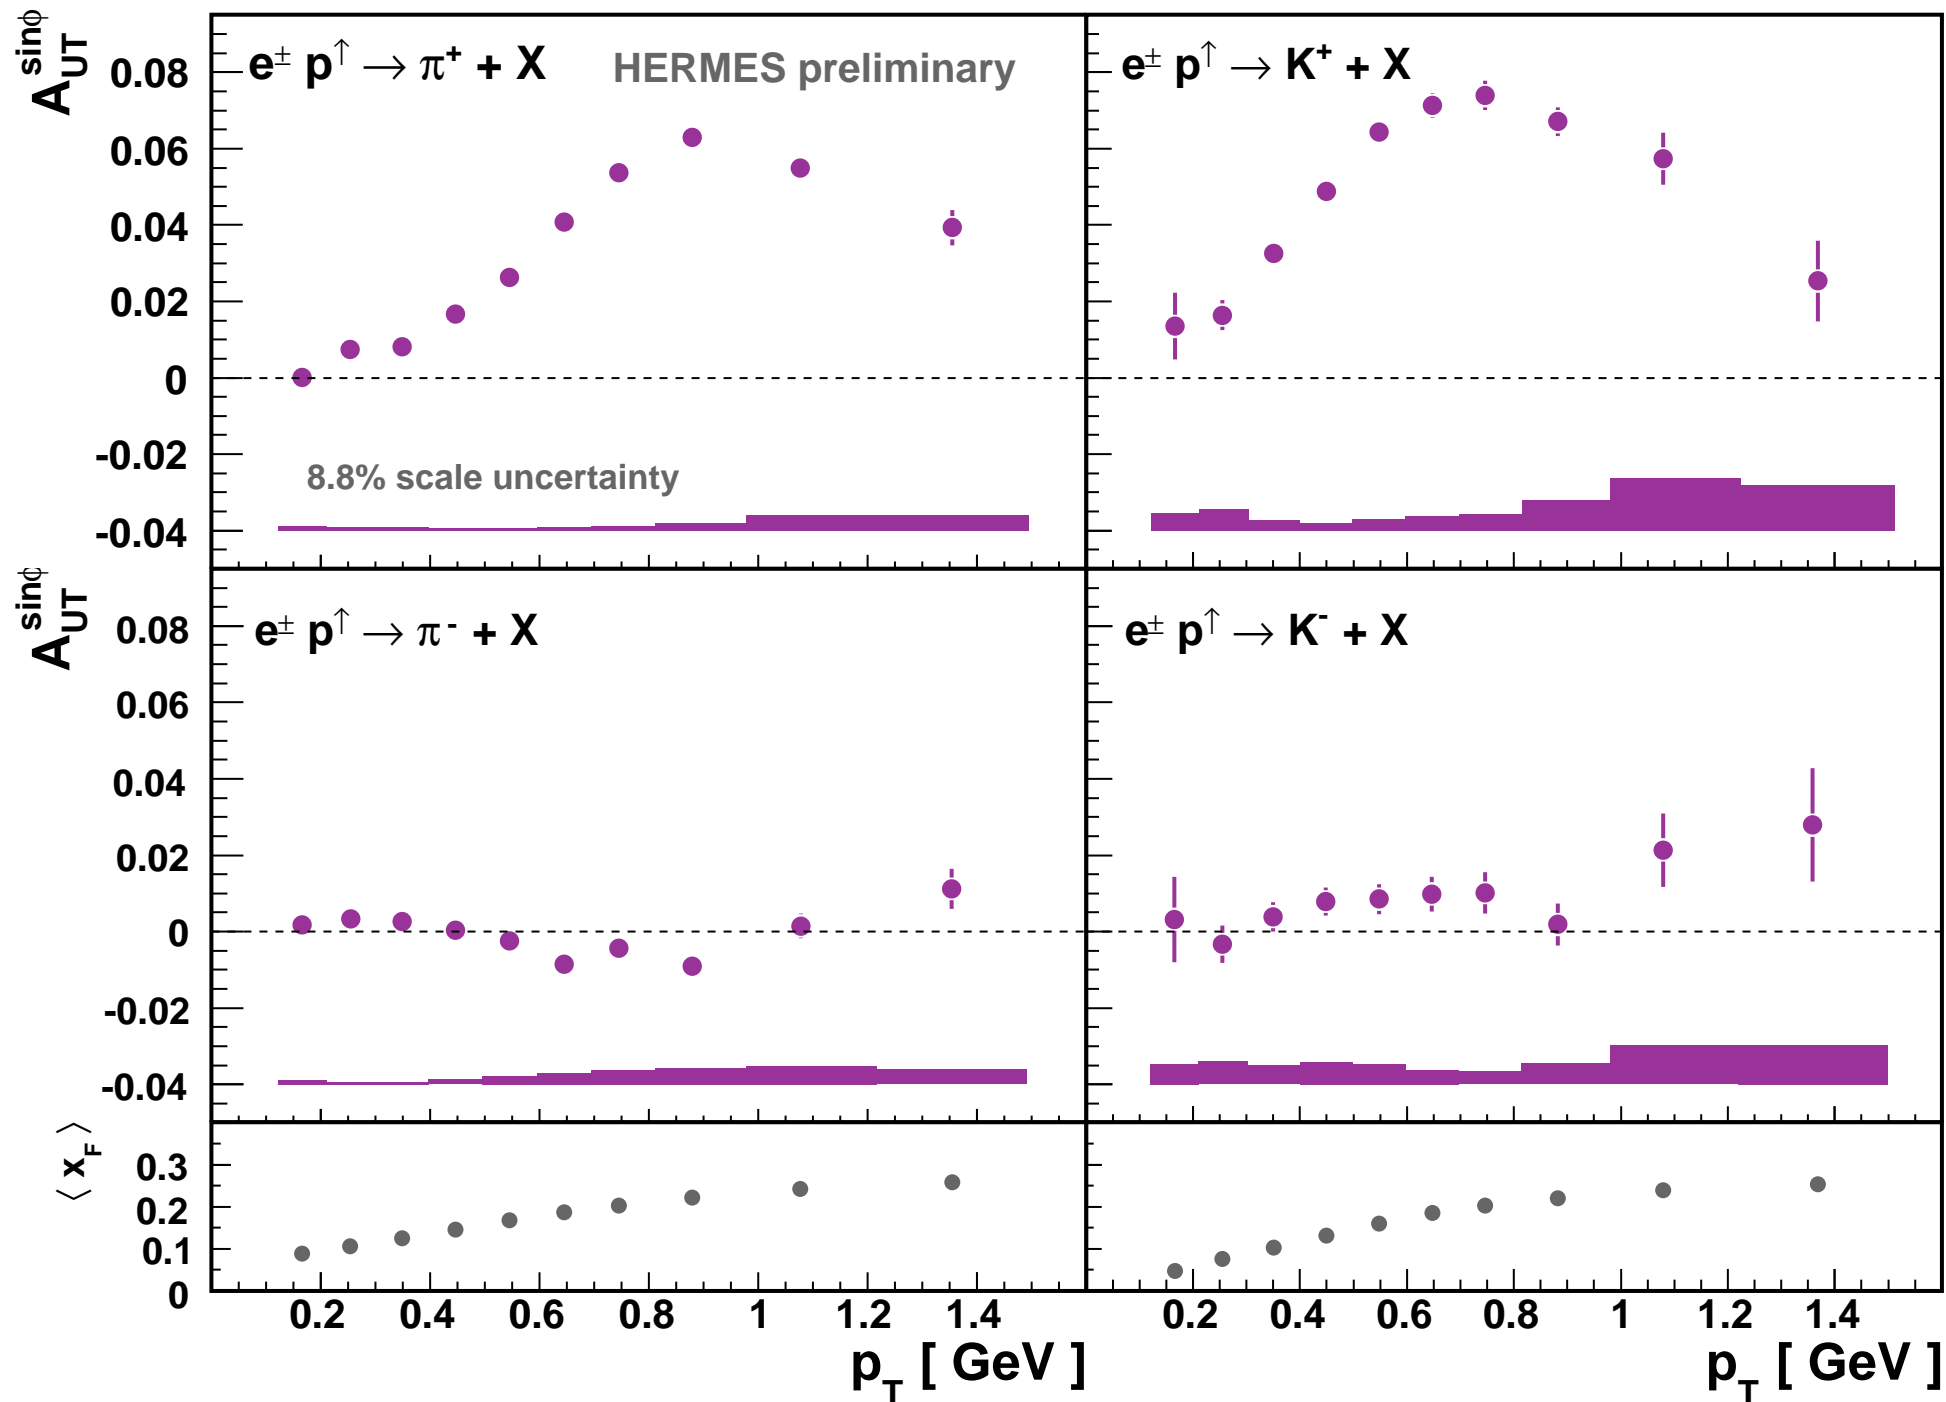 A_UT^sinϕ
e± p↑ → π+ + X
HERMES preliminary
e± p↑ → K+ + X
0.08
0.06
0.04
0.02
0
-0.02
-0.04
8.8% scale uncertainty
A_UT^sinϕ
e± p↑ → π- + X
e± p↑ → K- + X
0.08
0.06
0.04
0.02
0
-0.02
-0.04
⟨ x_F ⟩
0.3
0.2
0.1
0
0.2 0.4 0.6 0.8 1 1.2 1.4
0.2 0.4 0.6 0.8 1 1.2 1.4
p_T [ GeV ]
p_T [ GeV ]